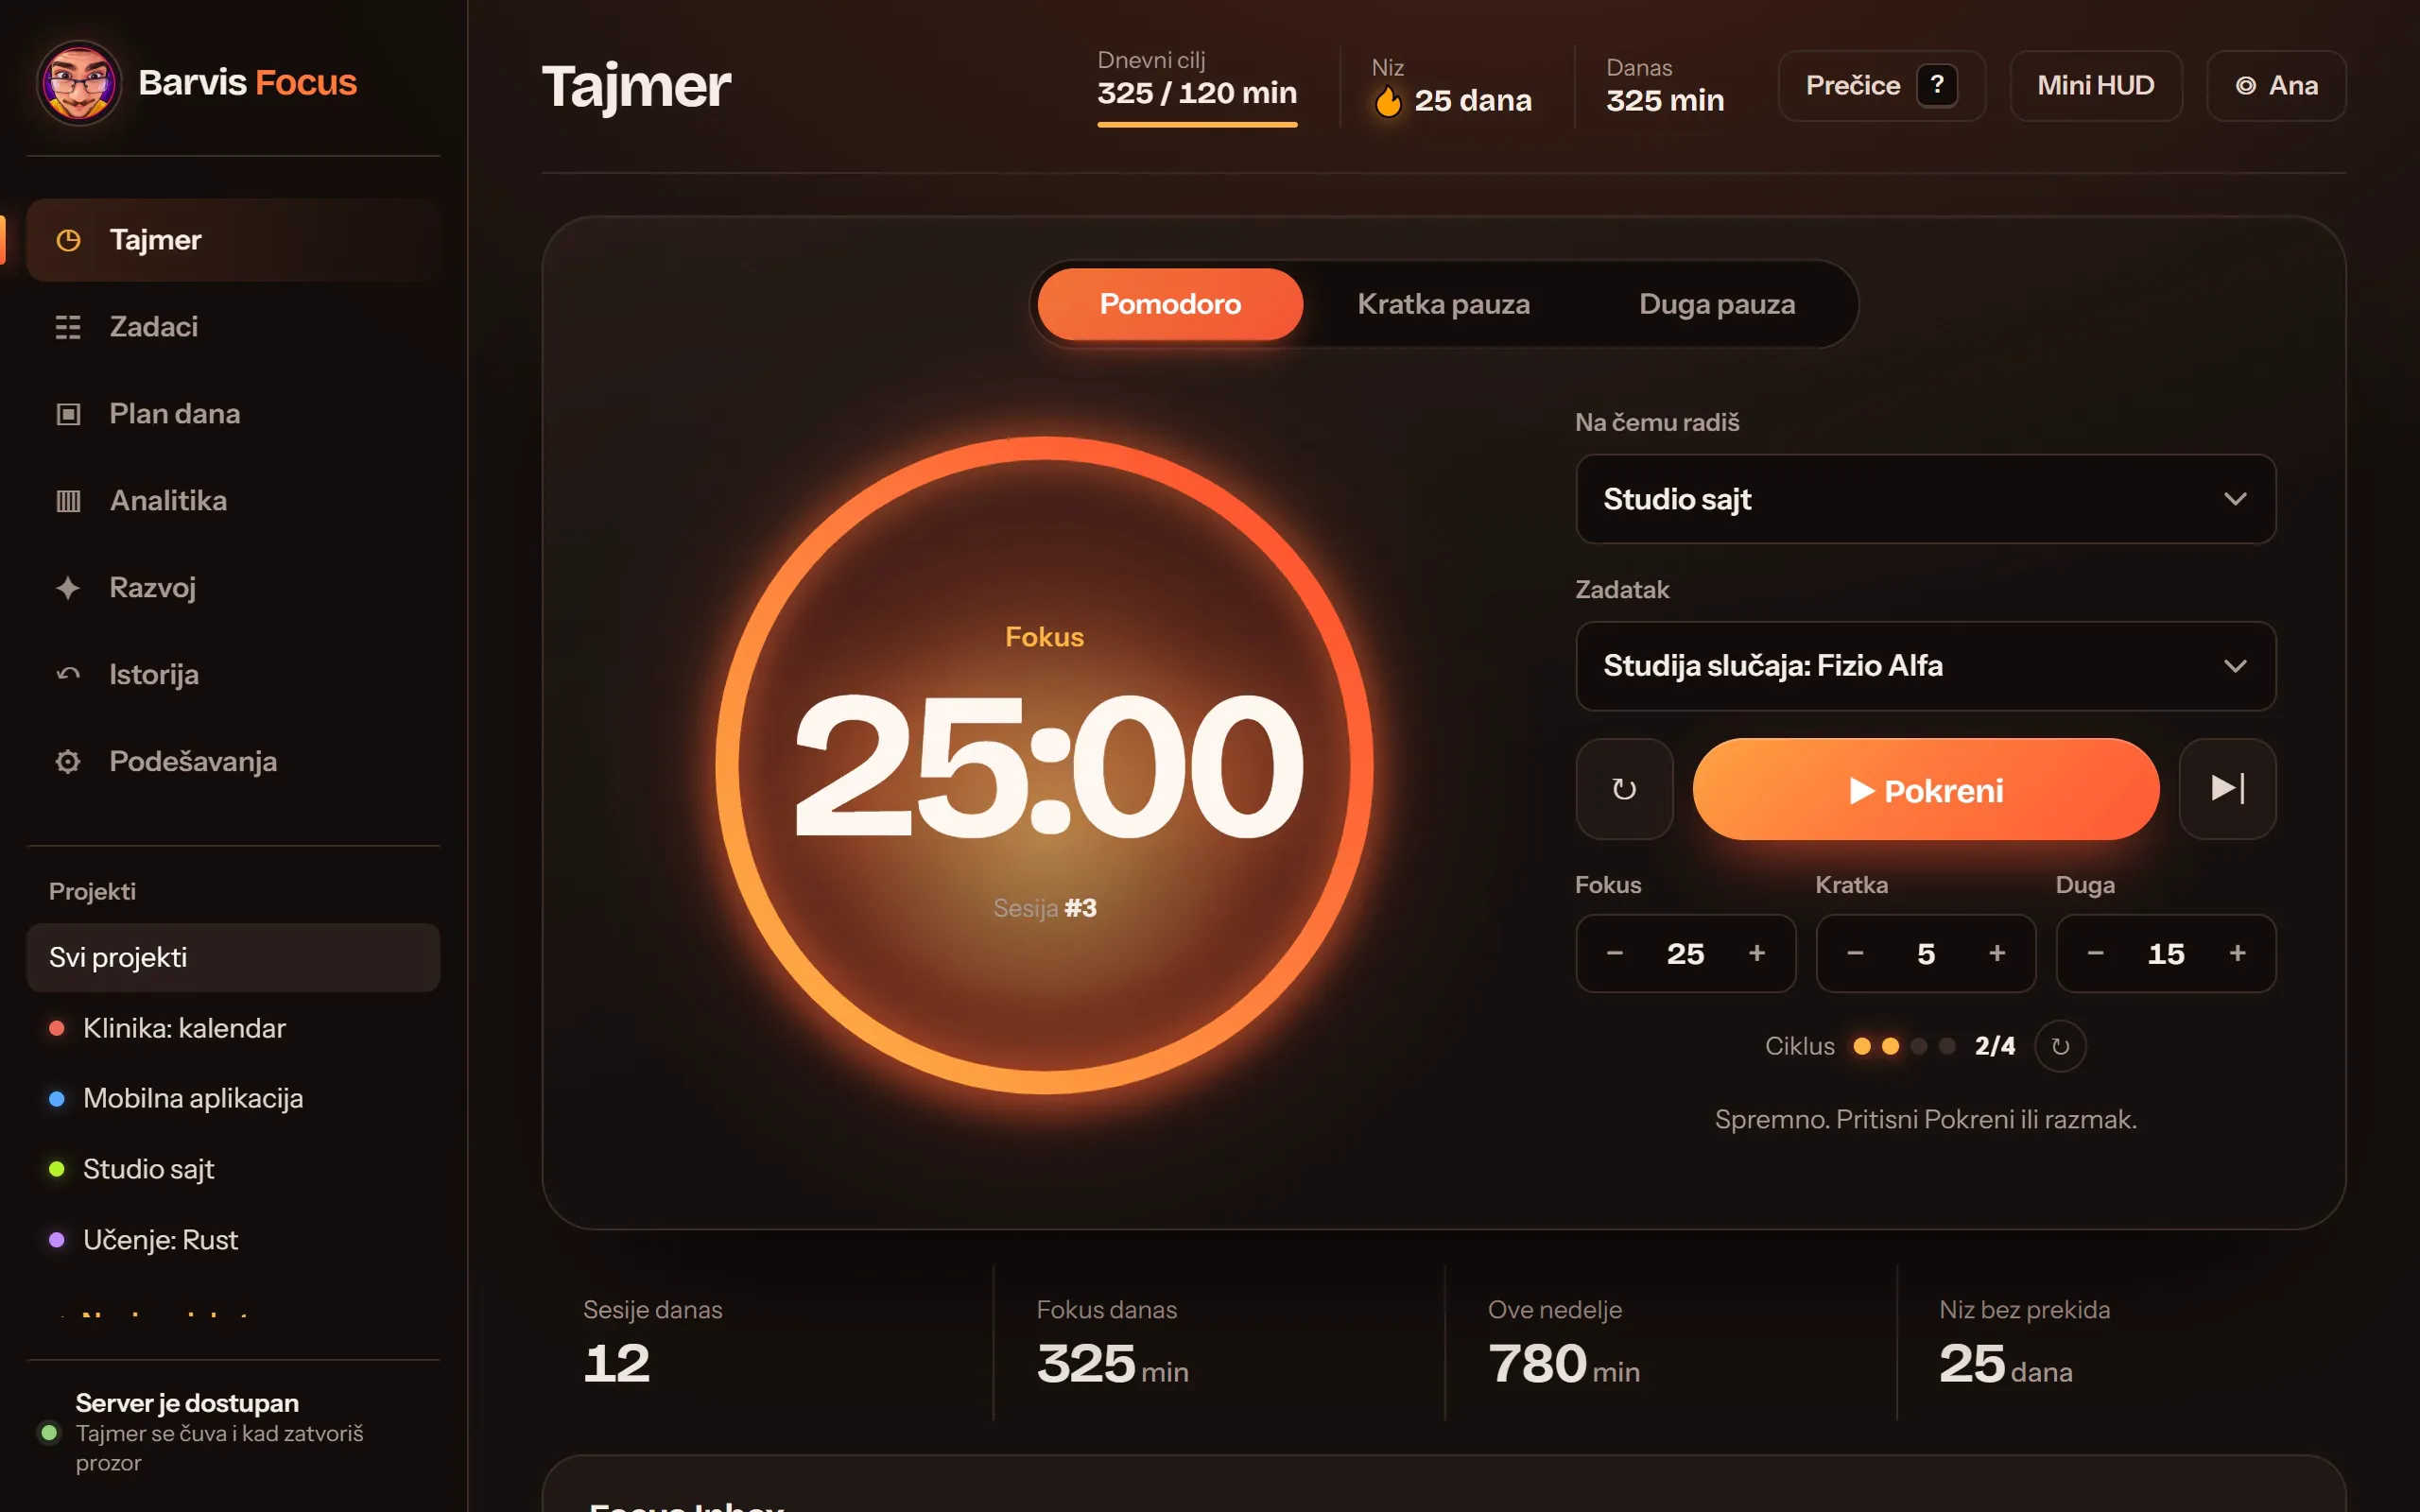 Barvis Focus
Tajmer
Zadaci
Plan dana
Analitika
Razvoj
Istorija
Podešavanja
Projekti
Svi projekti
Klinika: kalendar
Mobilna aplikacija
Studio sajt
Učenje: Rust
Server je dostupan
Tajmer se čuva i kad zatvoriš
prozor
Tajmer
Dnevni cilj
325 / 120 min
Niz
25 dana
Danas
325 min
Prečice ?
Mini HUD
Ana
Pomodoro
Kratka pauza
Duga pauza
Fokus
25:00
Sesija #3
Na čemu radiš
Studio sajt
Zadatak
Studija slučaja: Fizio Alfa
Pokreni
Fokus
Kratka
Duga
− 25 +
− 5 +
− 15 +
Ciklus 2/4
Spremno. Pritisni Pokreni ili razmak.
Sesije danas
12
Fokus danas
325 min
Ove nedelje
780 min
Niz bez prekida
25 dana
Focus Inbox